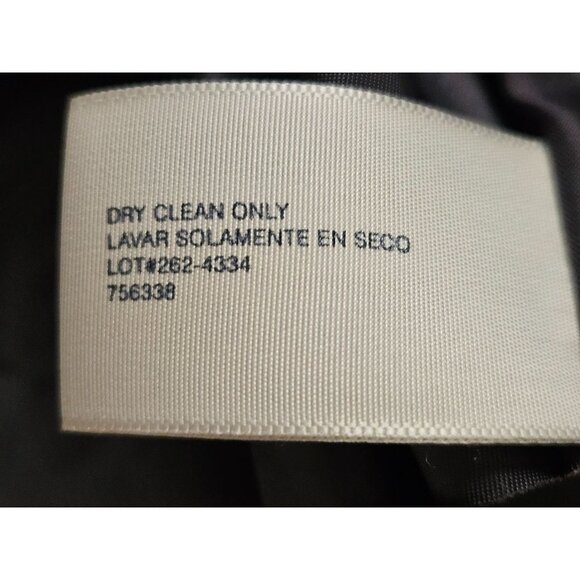 DRY CLEAN ONLY
LAVAR SOLAMENTE EN SECO
LOT#262-4334
756338